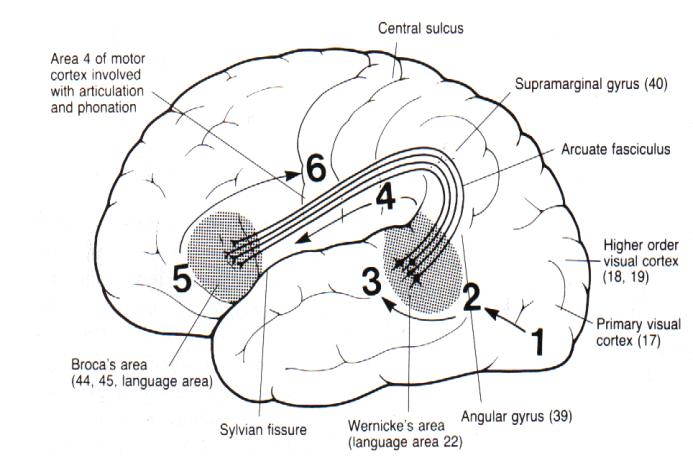 Central sulcus
Area 4 of motor
cortex involved
with articulation
and phonation
Supramarginal gyrus (40)
Arcuate fasciculus
6
4
Higher order
visual cortex
(18, 19)
5
3
2
1
Primary visual
cortex (17)
Broca's area
(44, 45, language area)
Sylvian fissure
Wernicke's area
(language area 22)
Angular gyrus (39)